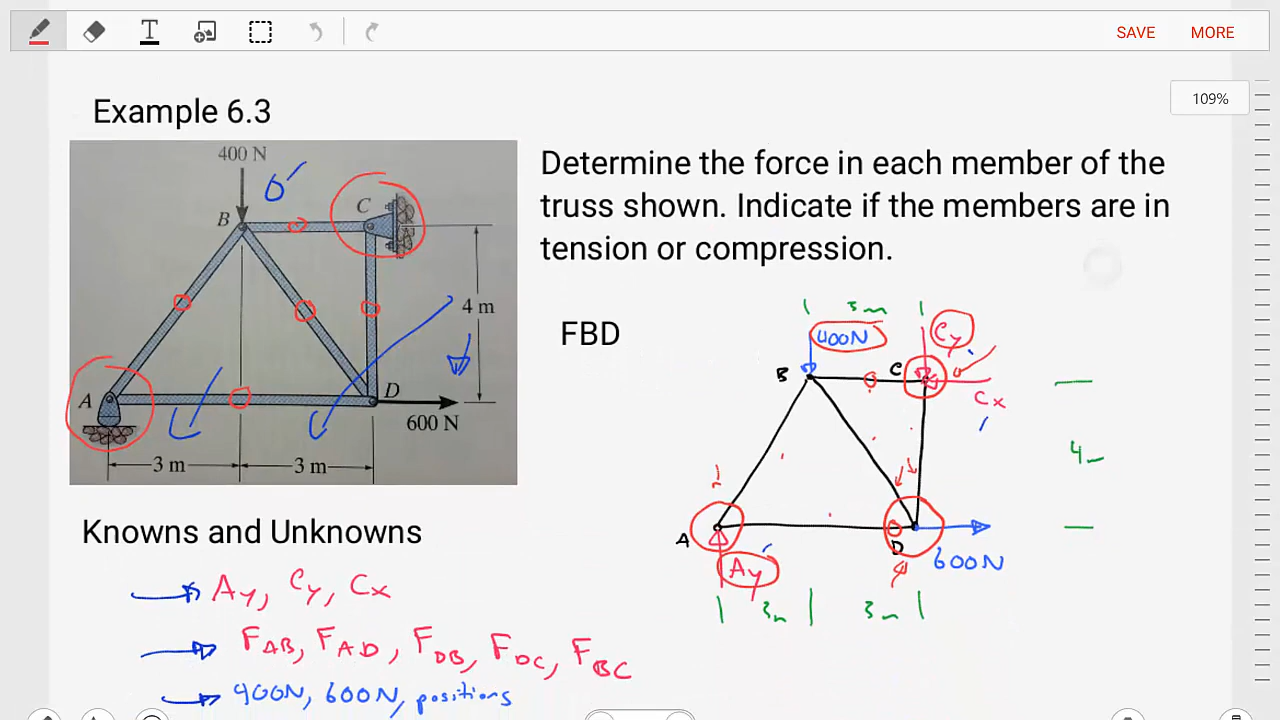 T
SAVE MORE
109%
Example 6.3
400 N
B
C
4 m
A
D
600 N
3 m
3 m
Determine the force in each member of the
truss shown. Indicate if the members are in
tension or compression.
FBD
3m
400N
Cy
B
C
Cx
4m
A
D
Ay
600N
3m
3m
Knowns and Unknowns
Ay, Cy, Cx
FAB, FAD, FDB, FDC, FBC
400N, 600N, positions